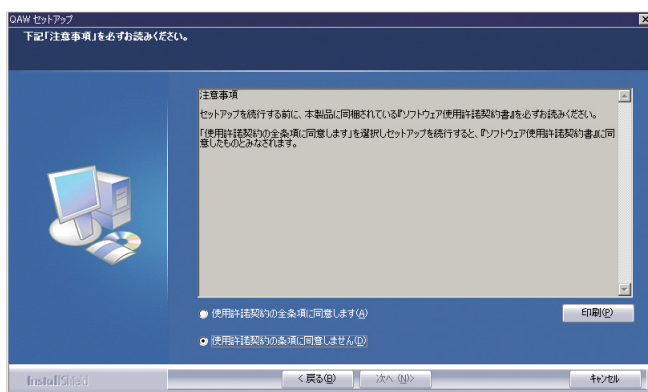 QAW セットアップ
下記「注意事項」を必ずお読みください。
注意事項
セットアップを続行する前に、本製品に同梱されている『ソフトウェア使用許諾契約書』を必ずお読みください。
「使用許諾契約の全条項に同意します」を選択しセットアップを続行すると、『ソフトウェア使用許諾契約書』に同
意したものとみなされます。
使用許諾契約の全条項に同意します(A)
印刷(P)
使用許諾契約の条項に同意しません(D)
InstallShield
< 戻る(B)
次へ (N)>
キャンセル